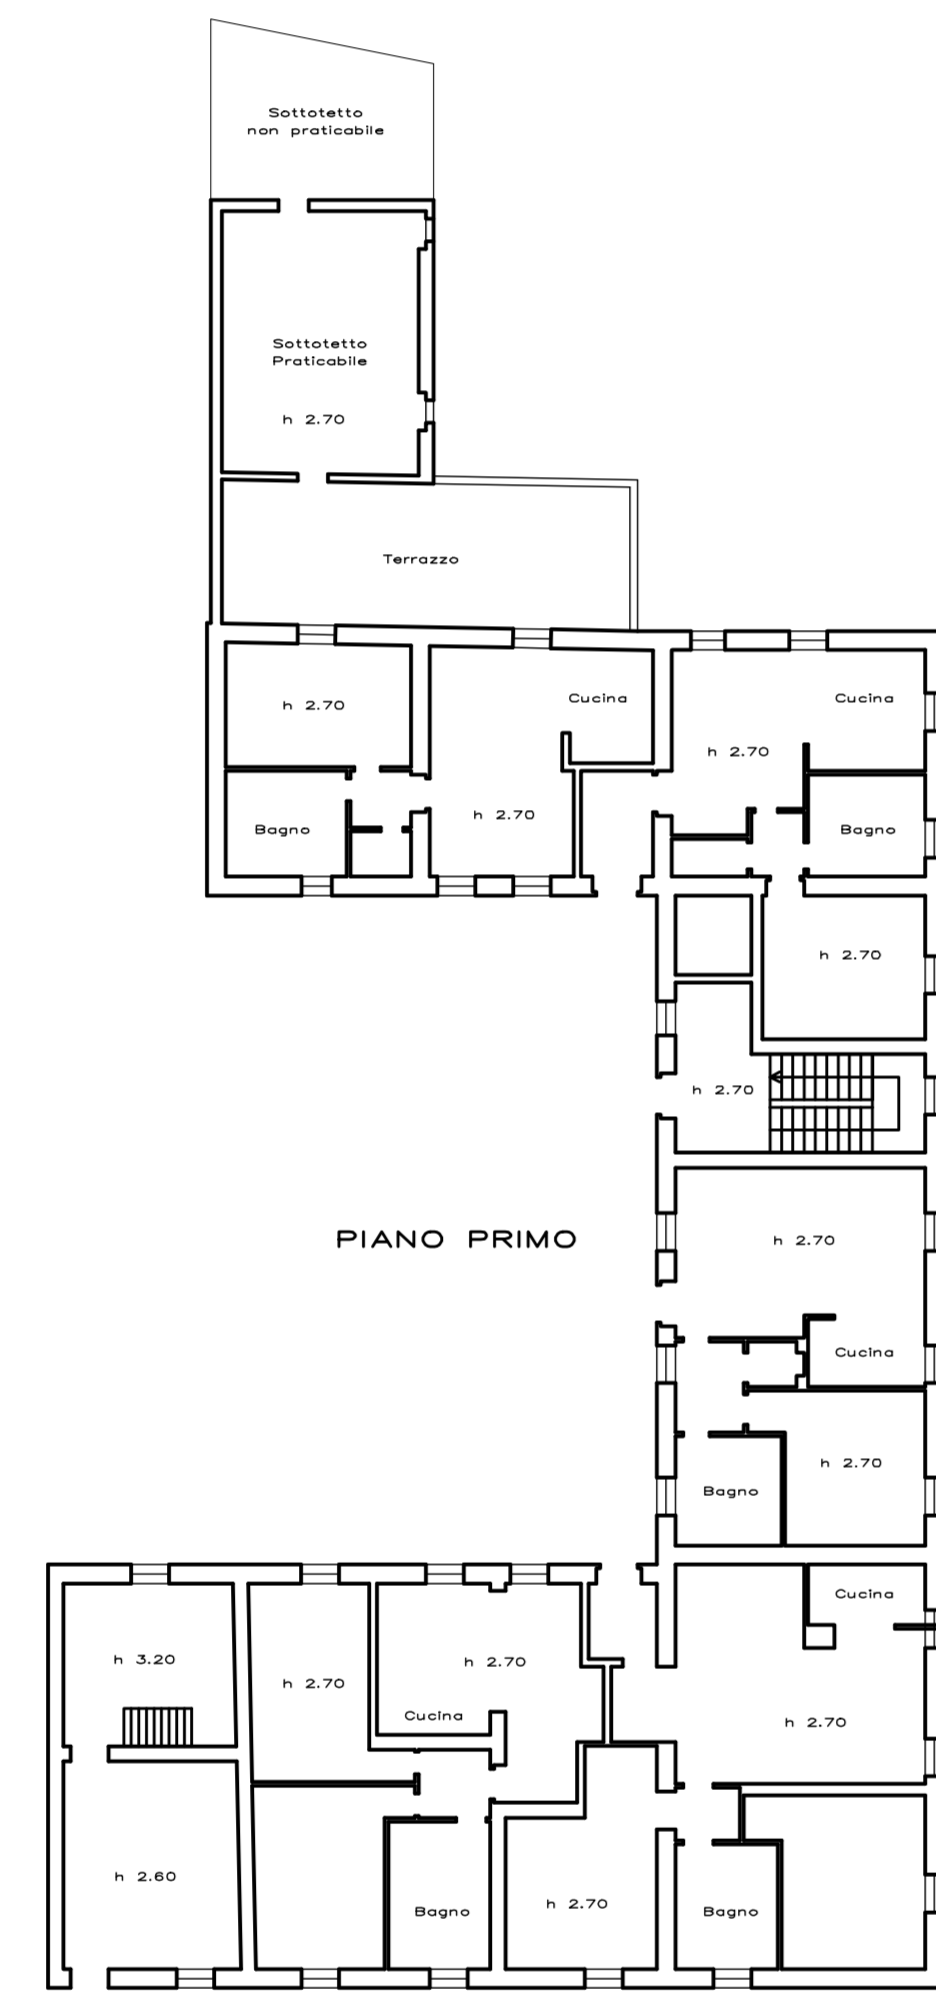 Sottotetto
non praticabile
Sottotetto
Praticabile
h 2.70
Terrazzo
Cucina
Cucina
h 2.70
h 2.70
h 2.70
Bagno
Bagno
h 2.70
h 2.70
PIANO PRIMO
h 2.70
Cucina
h 2.70
Bagno
Cucina
h 3.20
h 2.70
h 2.70
Cucina
h 2.70
h 2.60
h 2.70
Bagno
Bagno